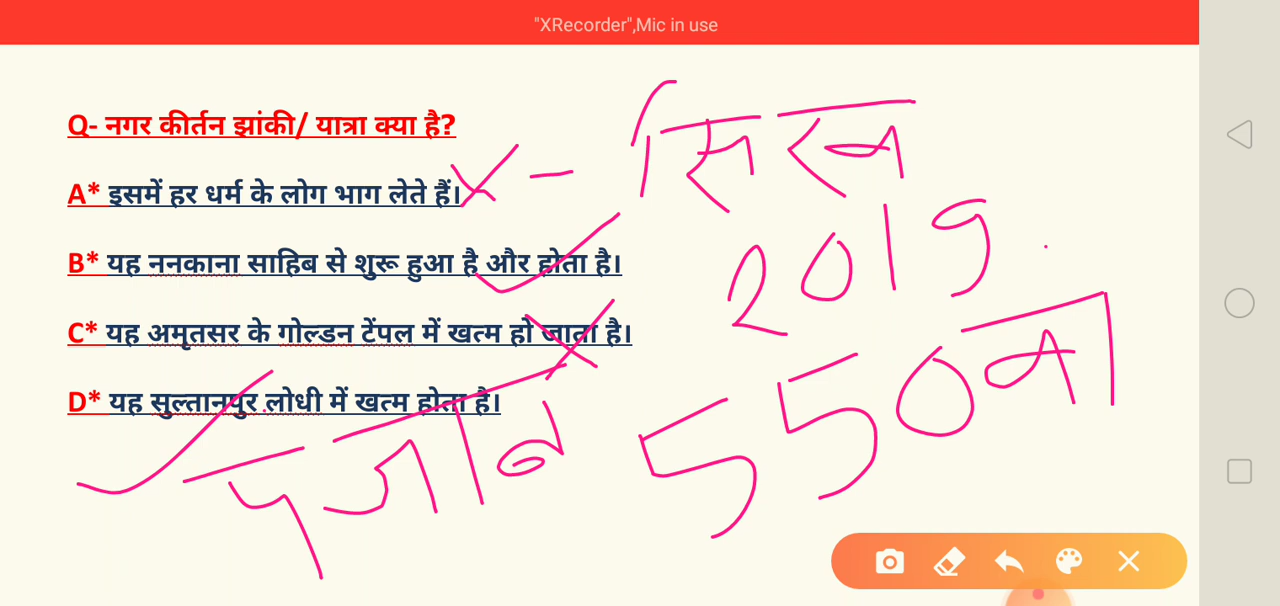 "XRecorder",Mic in use
Q- नगर कीर्तन झांकी/ यात्रा क्या है?
A* इसमें हर धर्म के लोग भाग लेते हैं। X - सिख
B* यह ननकाना साहिब से शुरू हुआ है और होता है।
2019
C* यह अमृतसर के गोल्डन टेंपल में खत्म हो जाता है।
550वा
D* यह सुल्तानपुर लोधी में खत्म होता है।
पजाब